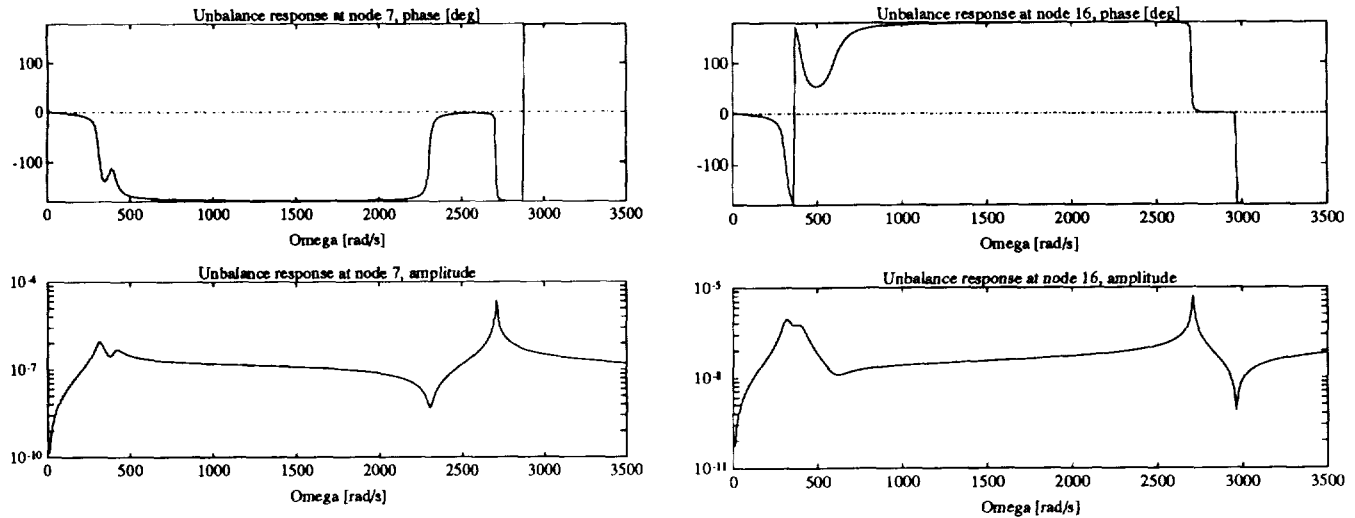 Unbalance response at node 7, phase [deg]
100
0
-100
0 500 1000 1500 2000 2500 3000 3500
Omega [rad/s]
Unbalance response at node 7, amplitude
10-4
10-7
10-10
0 500 1000 1500 2000 2500 3000 3500
Omega [rad/s]
Unbalance response at node 16, phase [deg]
100
0
-100
0 500 1000 1500 2000 2500 3000 3500
Omega [rad/s]
Unbalance response at node 16, amplitude
10-5
10-8
10-11
0 500 1000 1500 2000 2500 3000 3500
Omega [rad/s]